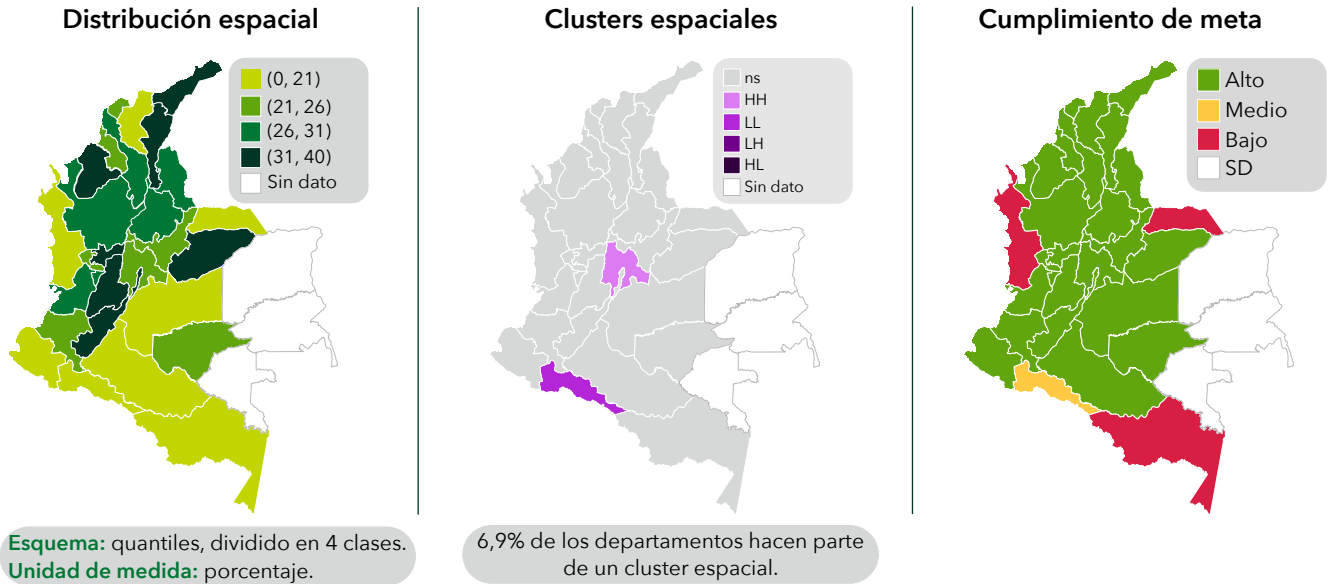 Distribución espacial
(0, 21)
(21, 26)
(26, 31)
(31, 40)
Sin dato
Esquema: quantiles, dividido en 4 clases.
Unidad de medida: porcentaje.
Clusters espaciales
ns
HH
LL
LH
HL
Sin dato
6,9% de los departamentos hacen parte
de un cluster espacial.
Cumplimiento de meta
Alto
Medio
Bajo
SD